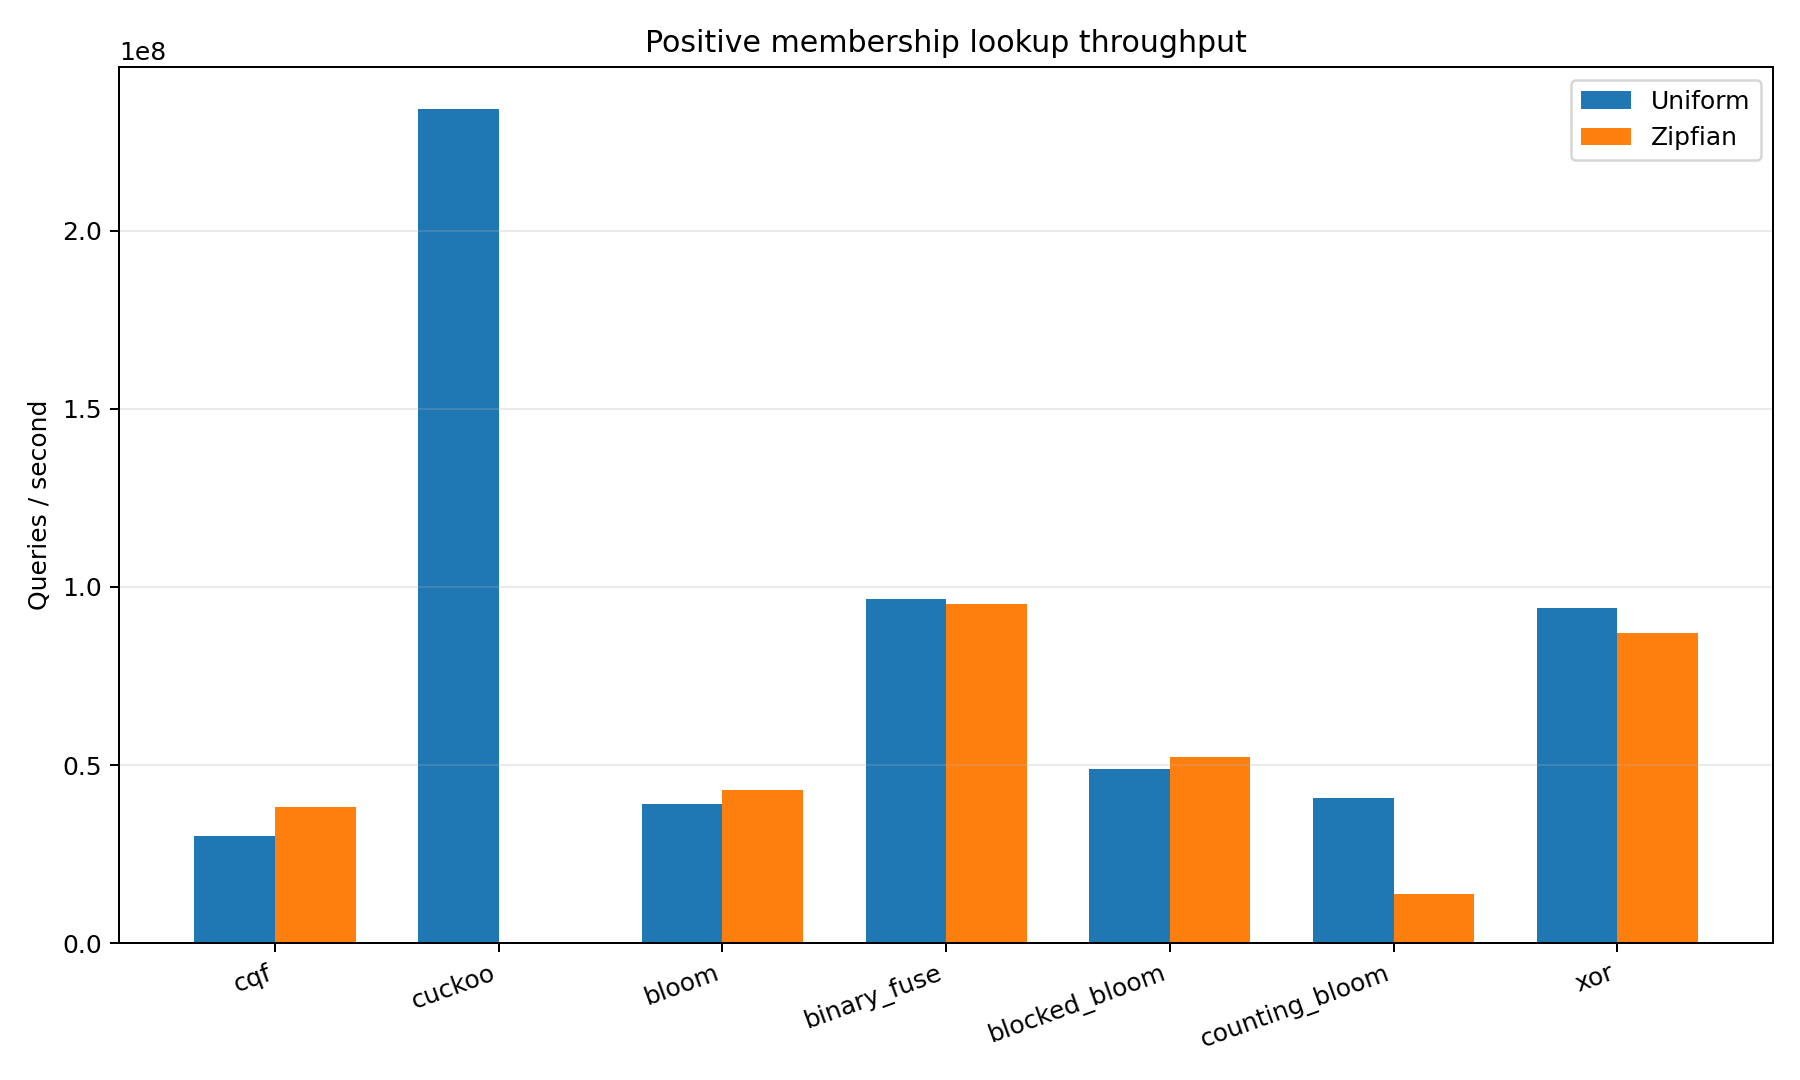 Positive membership lookup throughput
1e8
Uniform
Zipfian
Queries / second
2.0
1.5
1.0
0.5
0.0
cqf
cuckoo
bloom
binary_fuse
blocked_bloom
counting_bloom
xor